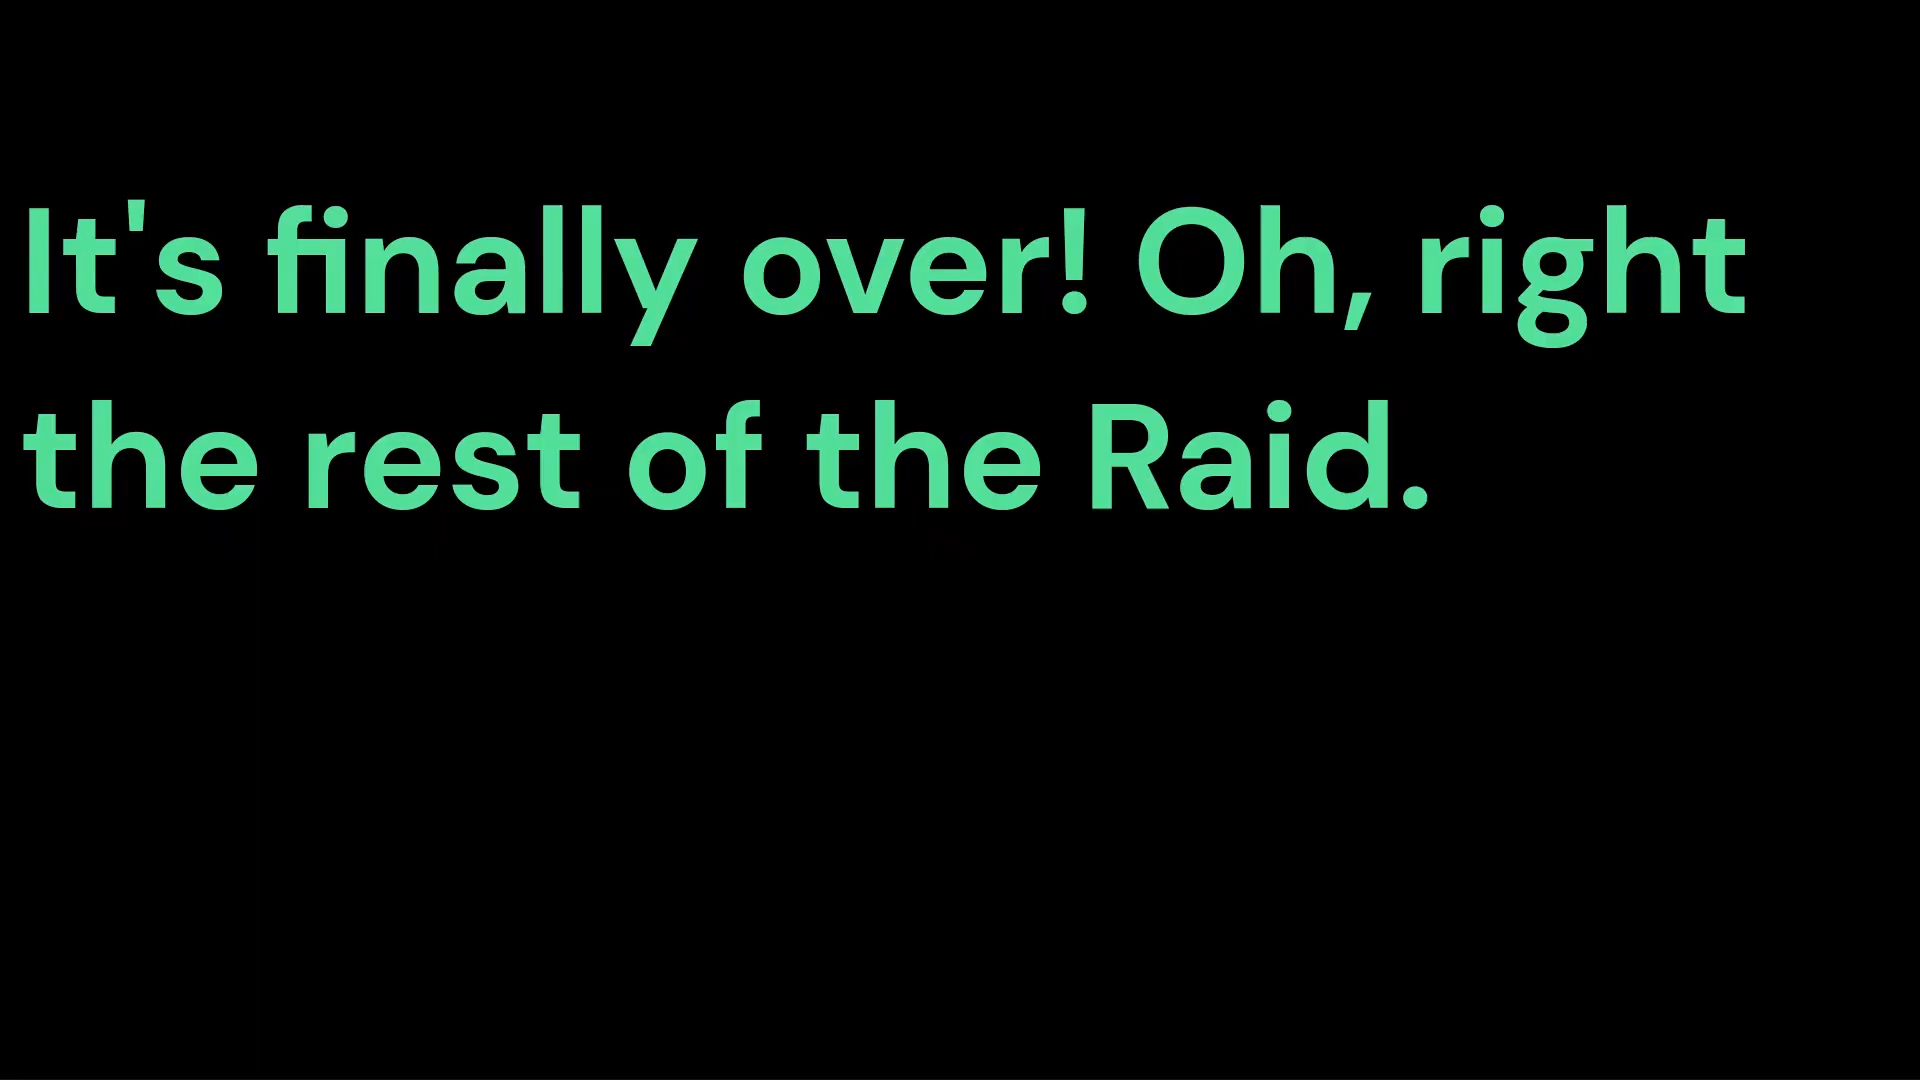 It's finally over! Oh, right
the rest of the Raid.